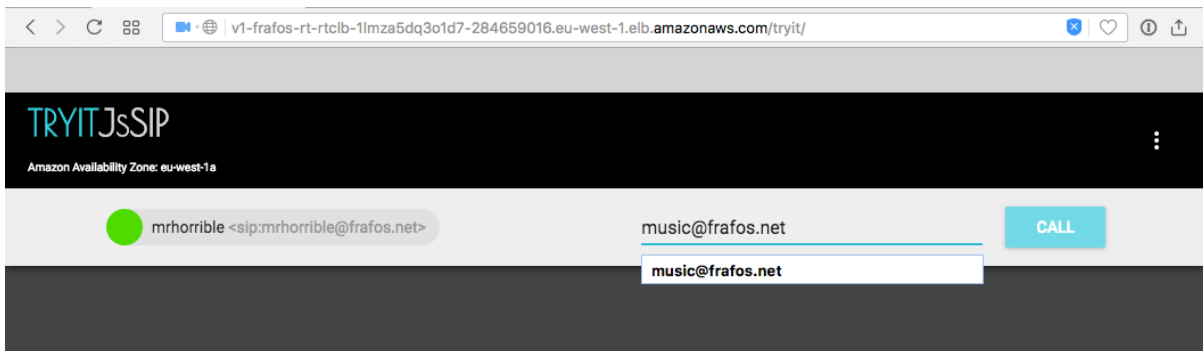 v1-frafos-rt-rtclb-1lmza5dq3o1d7-284659016.eu-west-1.elb.amazonaws.com/tryit/
TRYITJsSIP
Amazon Availability Zone: eu-west-1a
mrhorrible <sip:mrhorrible@frafos.net>
music@frafos.net
CALL
music@frafos.net